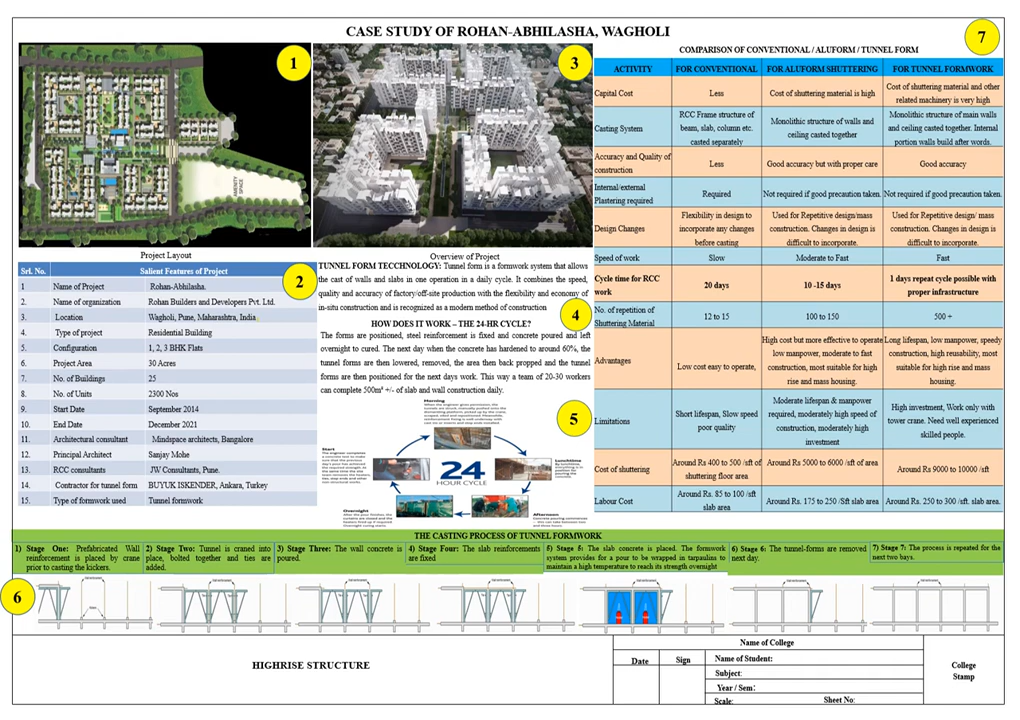 CASE STUDY OF ROHAN-ABHILASHA, WAGHOLI
1
AMENITY
SPACE
Project Layout
3
Overview of Project
2
Srl. No. Salient Features of Project
1 Name of Project Rohan-Abhilasha.
2. Name of organization Rohan Builders and Developers Pvt. Ltd.
3. Location Wagholi, Pune, Maharashtra, India.
4. Type of project Residential Building
5. Configuration 1, 2, 3 BHK Flats
6. Project Area 30 Acres
7. No. of Buildings 25
8. No. of Units 2300 Nos
9. Start Date September 2014
10. End Date December 2021
11. Architectural consultant Mindspace architects, Bangalore
12. Principal Architect Sanjay Mohe
13. RCC consultants JW Consultants, Pune.
14. Contractor for tunnel form BUYUK ISKENDER, Ankara, Turkey
15. Type of formwork used Tunnel formwork
TUNNEL FORM TECCHNOLOGY: Tunnel form is a formwork system that allows
the cast of walls and slabs in one operation in a daily cycle. It combines the speed,
quality and accuracy of factory/off-site production with the flexibility and economy of
in-situ construction and is recognized as a modern method of construction
4
HOW DOES IT WORK – THE 24-HR CYCLE?
The forms are positioned, steel reinforcement is fixed and concrete poured and left
overnight to cured. The next day when the concrete has hardened to around 60%, the
tunnel forms are then lowered, removed, the area then back propped and the tunnel
forms are then positioned for the next days work. This way a team of 20-30 workers
can complete 500m² +/- of slab and wall construction daily.
5
Morning
Start
Lunchtime
24
HOUR CYCLE
Overnight
Afternoon
7
COMPARISON OF CONVENTIONAL / ALUFORM / TUNNEL FORM
ACTIVITY FOR CONVENTIONAL FOR ALUFORM SHUTTERING FOR TUNNEL FORMWORK
Capital Cost Less Cost of shuttering material is high Cost of shuttering material and other
related machinery is very high
Casting System RCC Frame structure of
beam, slab, column etc.
casted separately
Monolithic structure of walls and
ceiling casted together
Monolithic structure of main walls
and ceiling casted together. Internal
portion walls build after words.
Accuracy and Quality of
construction
Less Good accuracy but with proper care Good accuracy
Internal/external
Plastering required
Required Not required if good precaution taken. Not required if good precaution taken.
Design Changes Flexibility in design to
incorporate any changes
before casting
Used for Repetitive design/mass
construction. Changes in design is
difficult to incorporate.
Used for Repetitive design/ mass
construction. Changes in design is
difficult to incorporate.
Speed of work Slow Moderate to Fast Fast
Cycle time for RCC
work
20 days 10 -15 days 1 days repeat cycle possible with
proper infrastructure
No. of repetition of
Shuttering Material
12 to 15 100 to 150 500 +
Advantages Low cost easy to operate,
High cost but more effective to operate
low manpower, moderate to fast
construction, most suitable for high
rise and mass housing.
Long lifespan, low manpower, speedy
construction, high reusability, most
suitable for high rise and mass
housing.
Limitations Short lifespan, Slow speed
poor quality
Moderate lifespan & manpower
required, moderately high speed of
construction, moderately high
investment
High investment, Work only with
tower crane. Need well experienced
skilled people.
Cost of shuttering Around Rs 400 to 500 /sft of
shuttering floor area
Around Rs 5000 to 6000 /sft of area Around Rs 9000 to 10000 /sft
Labour Cost Around Rs. 85 to 100 /sft
slab area
Around Rs. 175 to 250 /Sft slab area Around Rs. 250 to 300 /sft. slab area.
THE CASTING PROCESS OF TUNNEL FORMWORK
1) Stage One: Prefabricated Wall
reinforcement is placed by crane
prior to casting the kickers.
2) Stage Two: Tunnel is craned into
place, bolted together and ties are
added.
3) Stage Three: The wall concrete is
poured.
4) Stage Four: The slab reinforcements
are fixed
5) Stage 5: The slab concrete is placed. The formwork
system provides for a pour to be wrapped in tarpaulins to
maintain a high temperature to reach its strength overnight
6) Stage 6: The tunnel-forms are removed
next day.
7) Stage 7: The process is repeated for the
next two bays.
6
HIGHRISE STRUCTURE
Name of College
Date Sign Name of Student:
Subject:
Year / Sem:
Scale: Sheet No:
College
Stamp